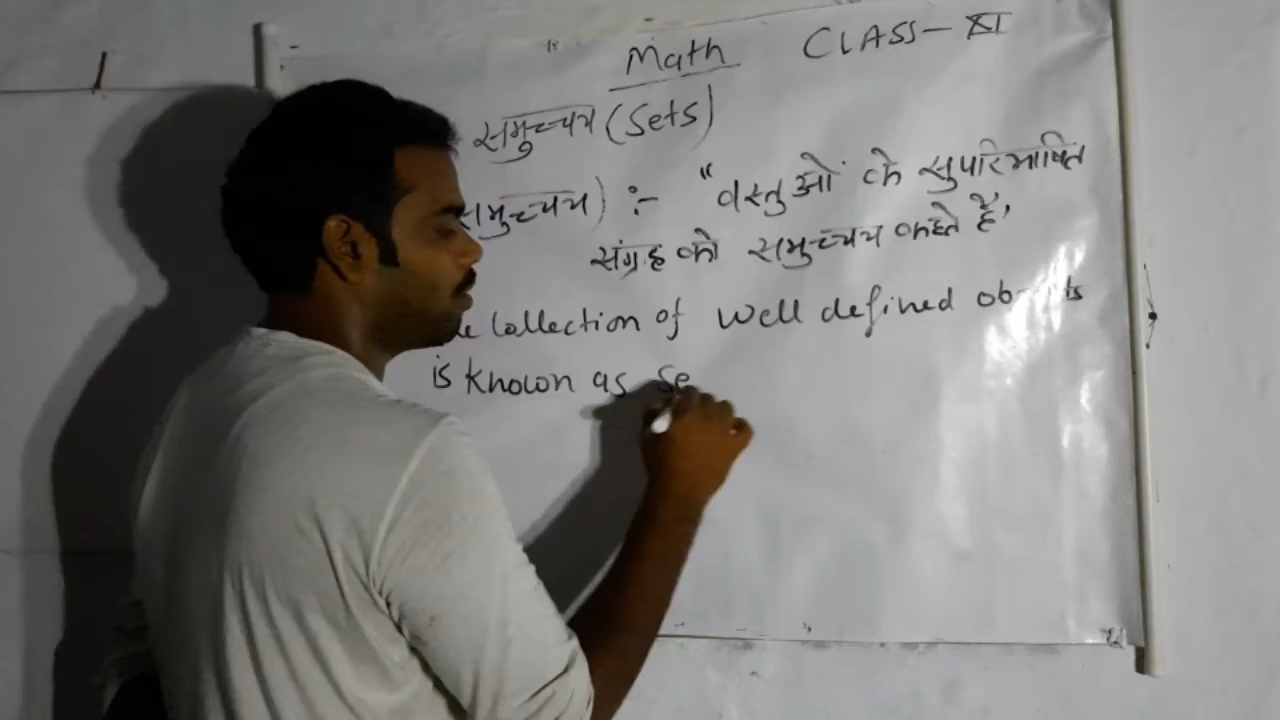 Math CLASS-XI
समुच्चय (Sets)
समुच्चय) :- "वस्तुओं के सुपरिभाषित
संग्रह को समुच्चय कहते हैं,
Collection of well defined
is known as Se